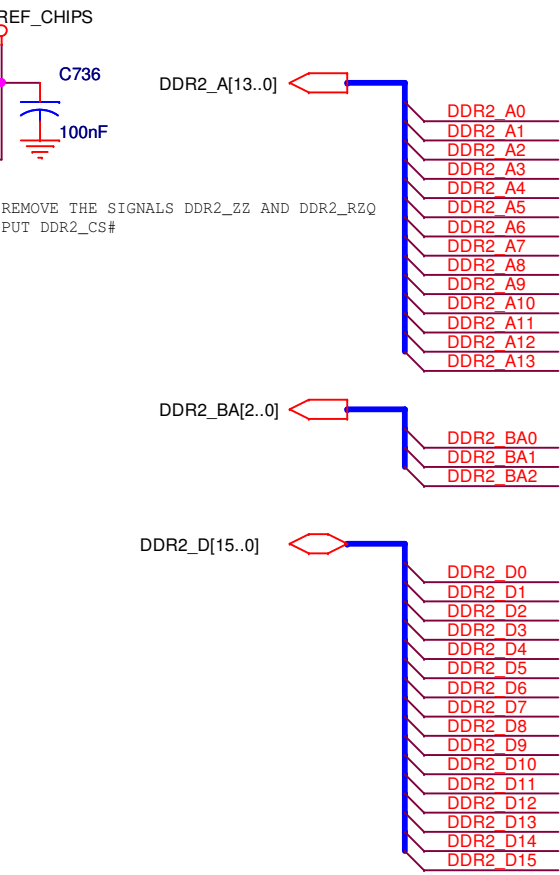 REF_CHIPS
C736
100nF
DDR2_A[13..0]
DDR2_A0
DDR2_A1
DDR2_A2
DDR2_A3
DDR2_A4
DDR2_A5
DDR2_A6
DDR2_A7
DDR2_A8
DDR2_A9
DDR2_A10
DDR2_A11
DDR2_A12
DDR2_A13
REMOVE THE SIGNALS DDR2_ZZ AND DDR2_RZQ
PUT DDR2_CS#
DDR2_BA[2..0]
DDR2_BA0
DDR2_BA1
DDR2_BA2
DDR2_D[15..0]
DDR2_D0
DDR2_D1
DDR2_D2
DDR2_D3
DDR2_D4
DDR2_D5
DDR2_D6
DDR2_D7
DDR2_D8
DDR2_D9
DDR2_D10
DDR2_D11
DDR2_D12
DDR2_D13
DDR2_D14
DDR2_D15